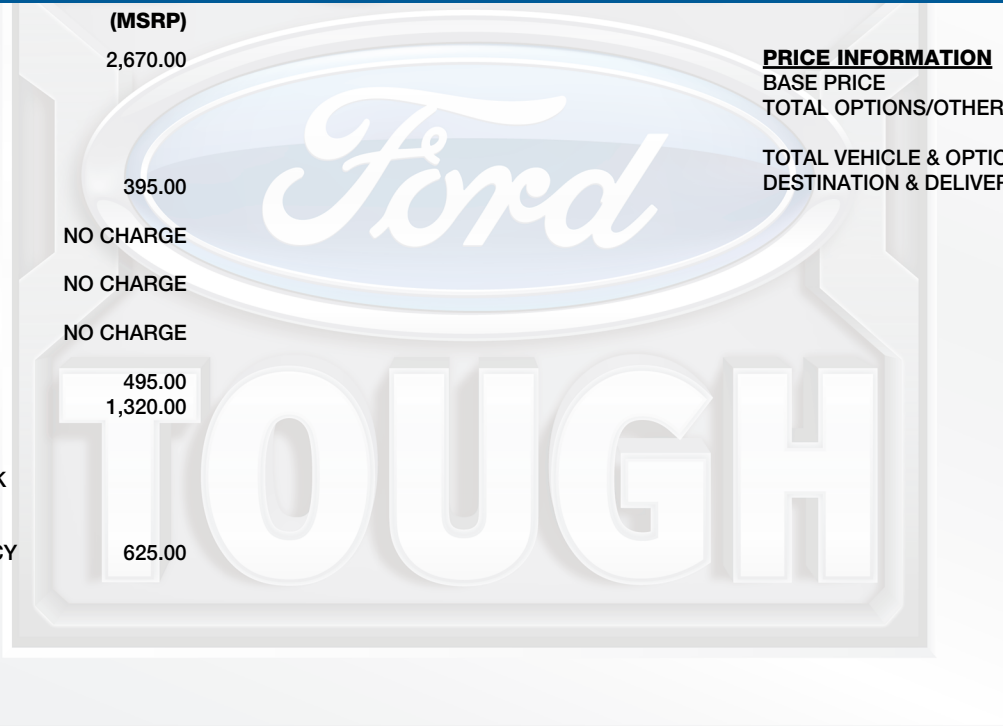 (MSRP)
2,670.00
395.00
NO CHARGE
NO CHARGE
NO CHARGE
495.00
1,320.00
K
CY
625.00
PRICE INFORMATION
BASE PRICE
TOTAL OPTIONS/OTHER
TOTAL VEHICLE & OPTIO
DESTINATION & DELIVER
Ford
TOUGH